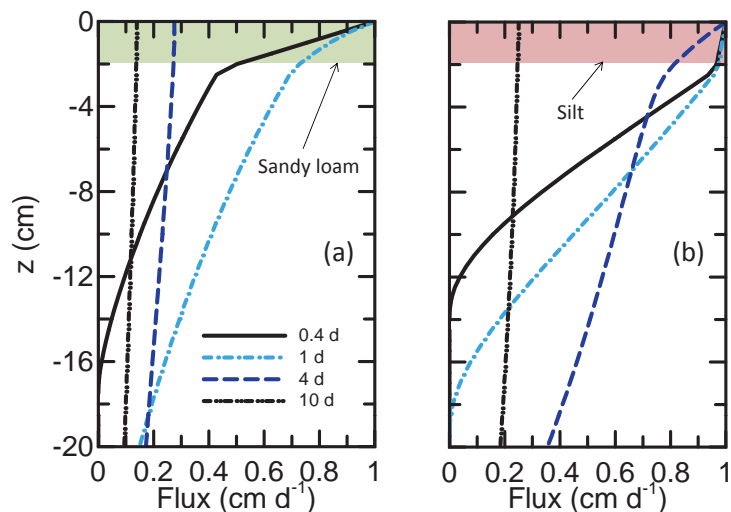 0
-4
-8
-12
-16
-20
z (cm)
Sandy loam
(a)
0.4 d
1 d
4 d
10 d
0 0.2 0.4 0.6 0.8 1
Flux (cm d⁻¹)
Silt
(b)
0 0.2 0.4 0.6 0.8 1
Flux (cm d⁻¹)